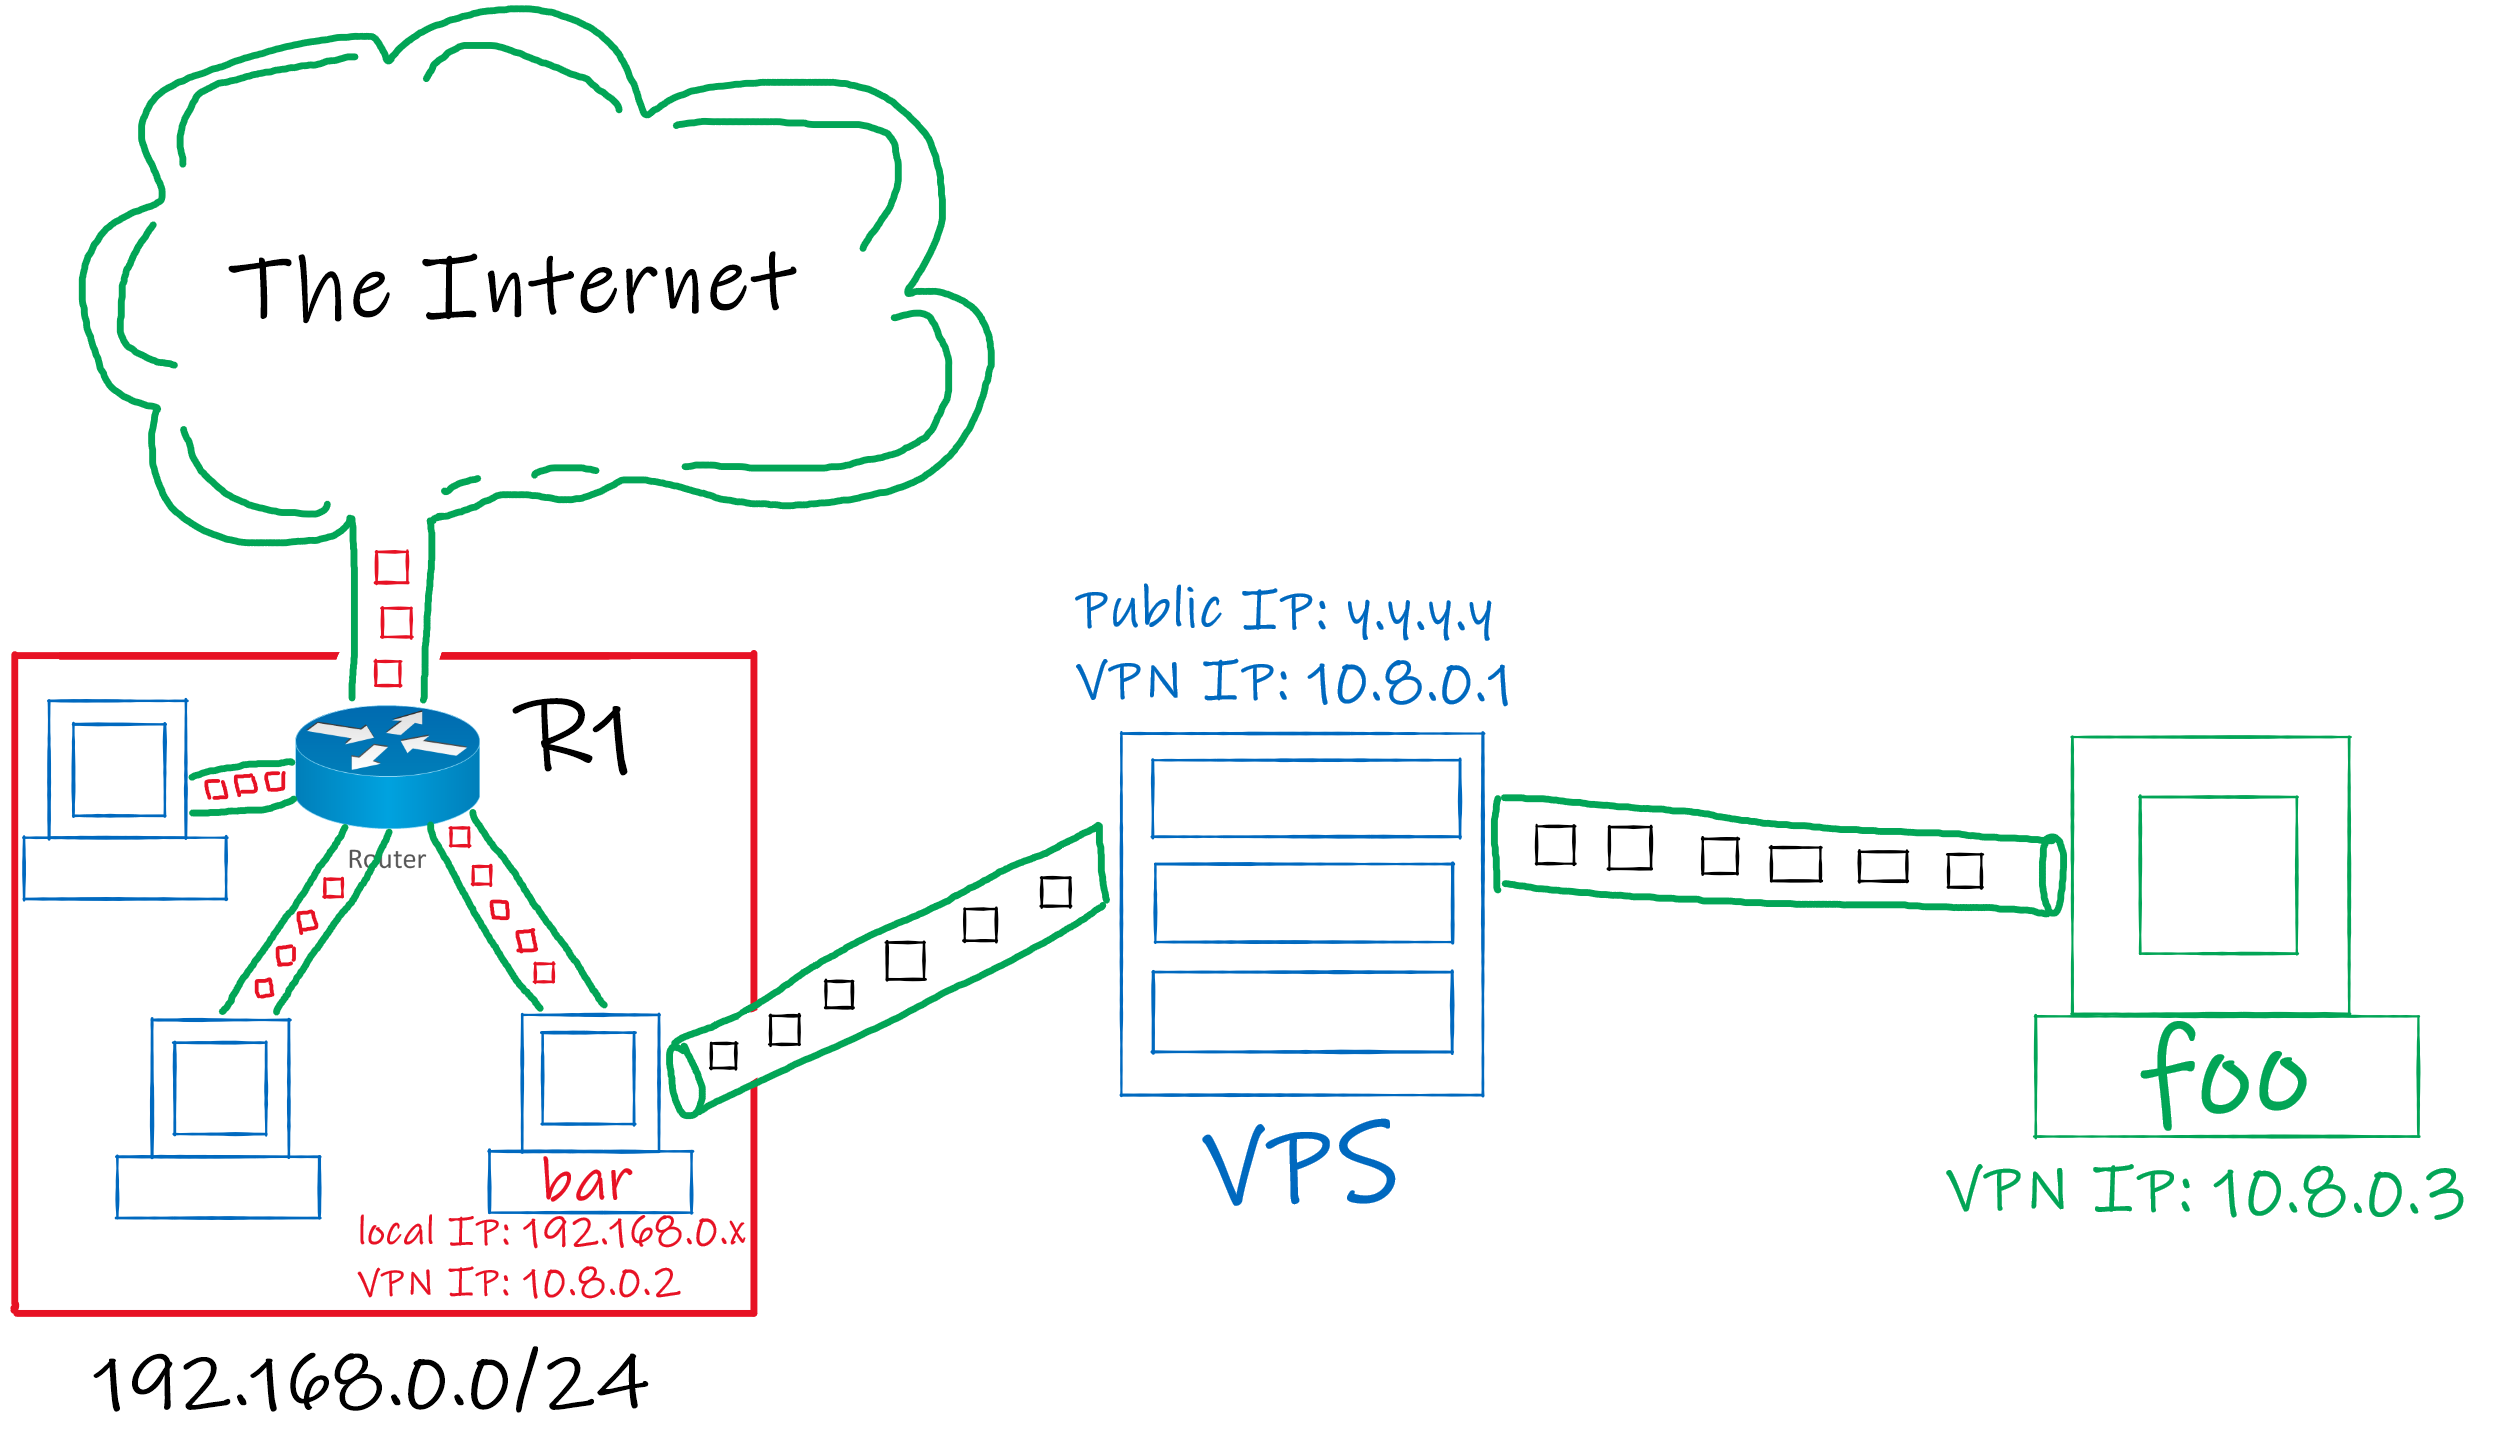 The Internet
Public IP: y.y.y.y
VPN IP: 10.8.0.1
R1
Router
VPS
foo
VPN IP: 10.8.0.3
bar
local IP: 192.168.0.x
VPN IP: 10.8.0.2
192.168.0.0/24